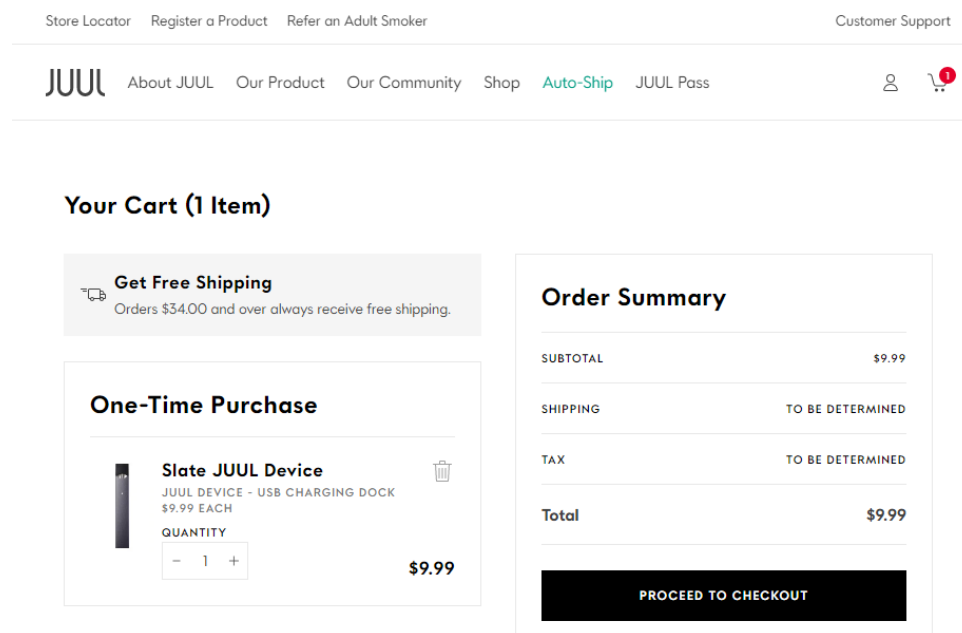 Store Locator Register a Product Refer an Adult Smoker Customer Support
JUUL About JUUL Our Product Our Community Shop Auto-Ship JUUL Pass 1
Your Cart (1 Item)
Get Free Shipping
Orders $34.00 and over always receive free shipping.
One-Time Purchase
Slate JUUL Device
JUUL DEVICE - USB CHARGING DOCK
$9.99 EACH
QUANTITY
− 1 +
$9.99
Order Summary
SUBTOTAL $9.99
SHIPPING TO BE DETERMINED
TAX TO BE DETERMINED
Total $9.99
PROCEED TO CHECKOUT